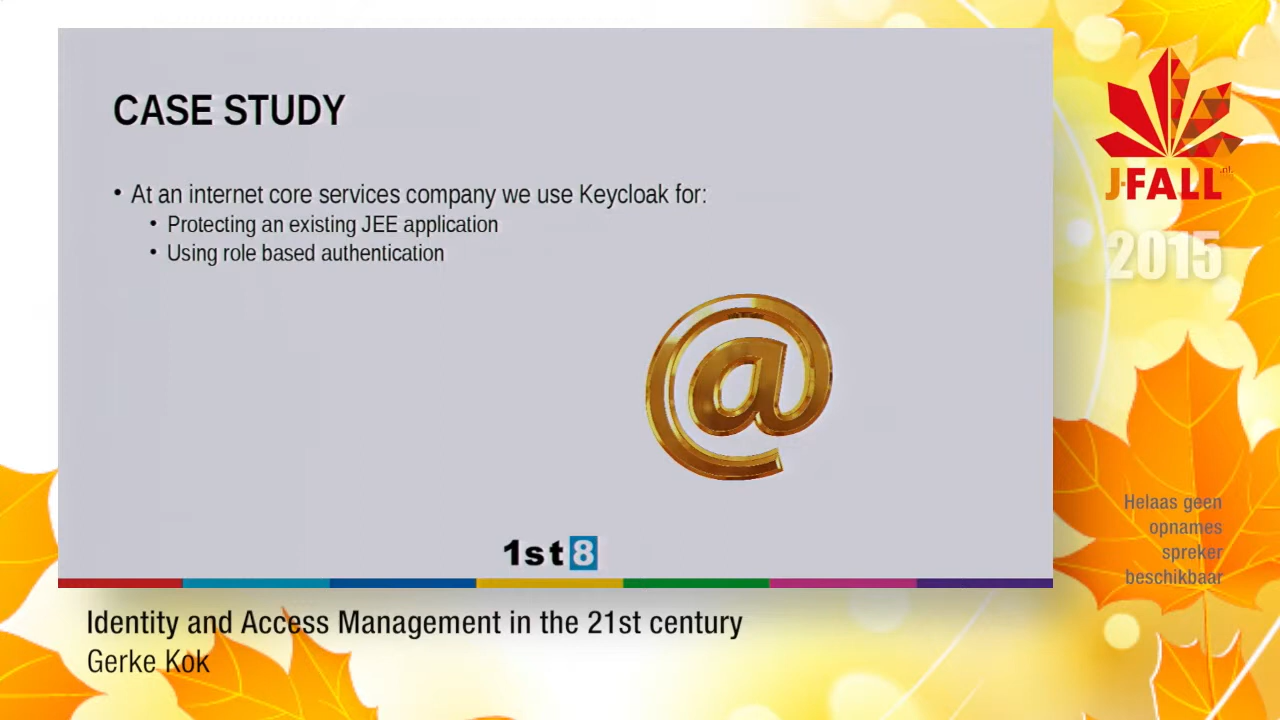 CASE STUDY
• At an internet core services company we use Keycloak for:
• Protecting an existing JEE application
• Using role based authentication
@
1st8
Identity and Access Management in the 21st century
Gerke Kok
J-FALL.nl
2015
Helaas geen
opnames
spreker
beschikbaar